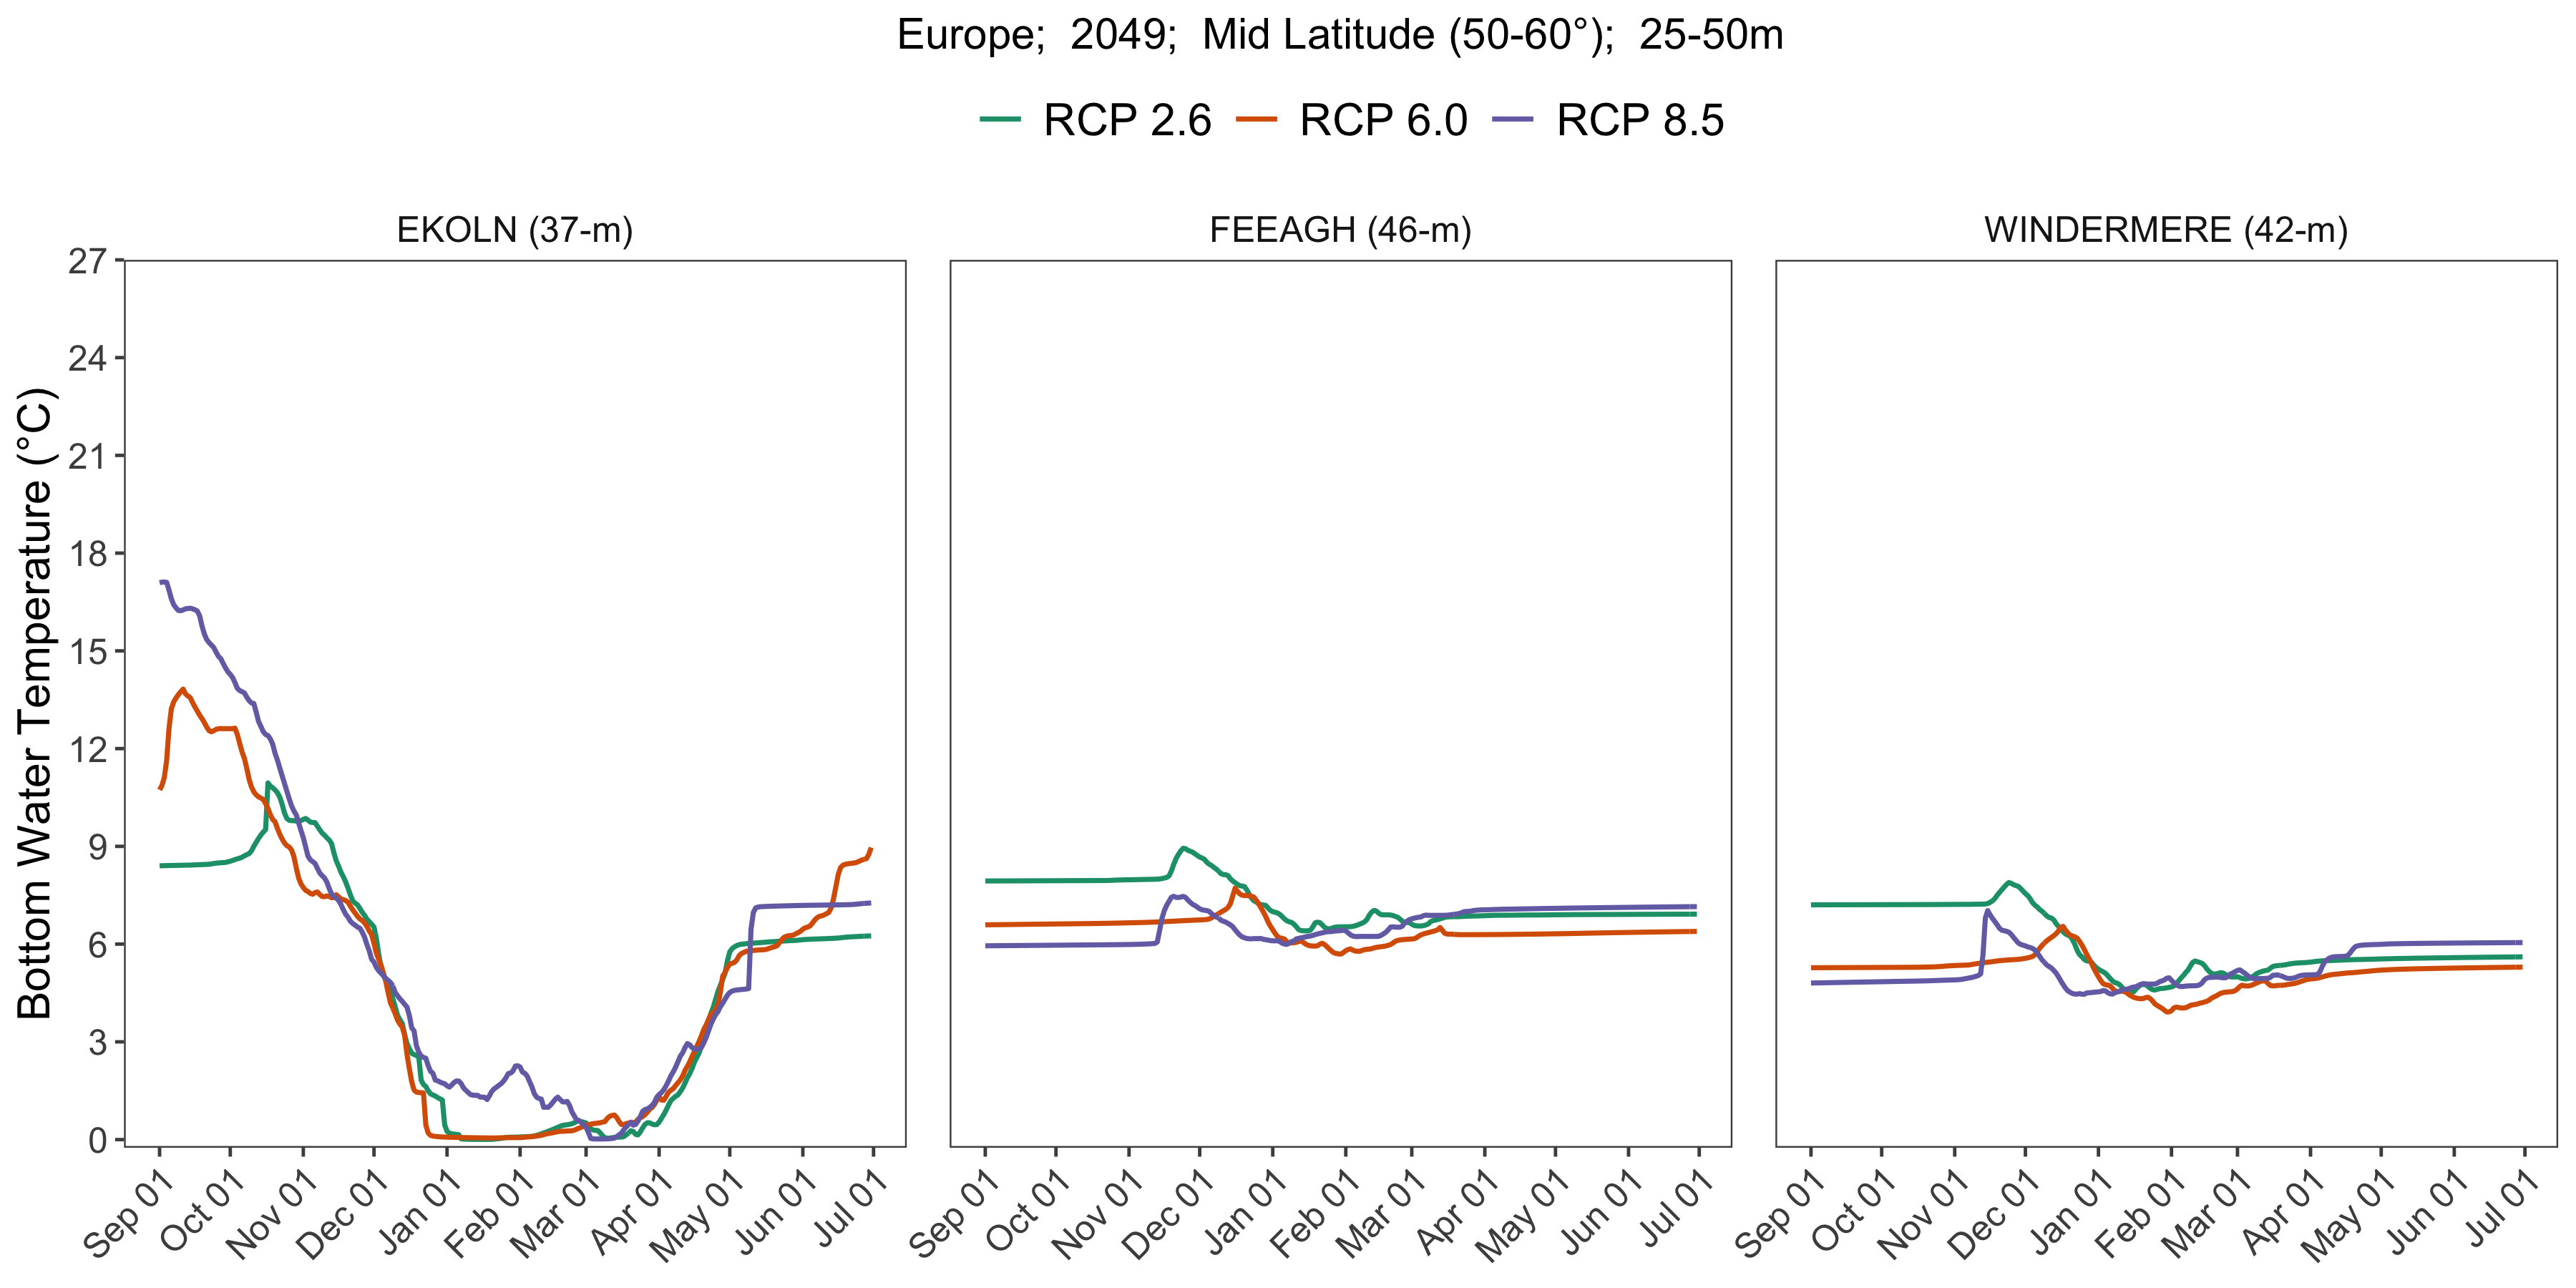 Europe;  2049;  Mid Latitude (50-60°);  25-50m
RCP 2.6 RCP 6.0 RCP 8.5
EKOLN (37-m) FEEAGH (46-m) WINDERMERE (42-m)
Bottom Water Temperature (°C)
27
24
21
18
15
12
9
6
3
0
Sep 01 Oct 01 Nov 01 Dec 01 Jan 01 Feb 01 Mar 01 Apr 01 May 01 Jun 01 Jul 01
Sep 01 Oct 01 Nov 01 Dec 01 Jan 01 Feb 01 Mar 01 Apr 01 May 01 Jun 01 Jul 01
Sep 01 Oct 01 Nov 01 Dec 01 Jan 01 Feb 01 Mar 01 Apr 01 May 01 Jun 01 Jul 01